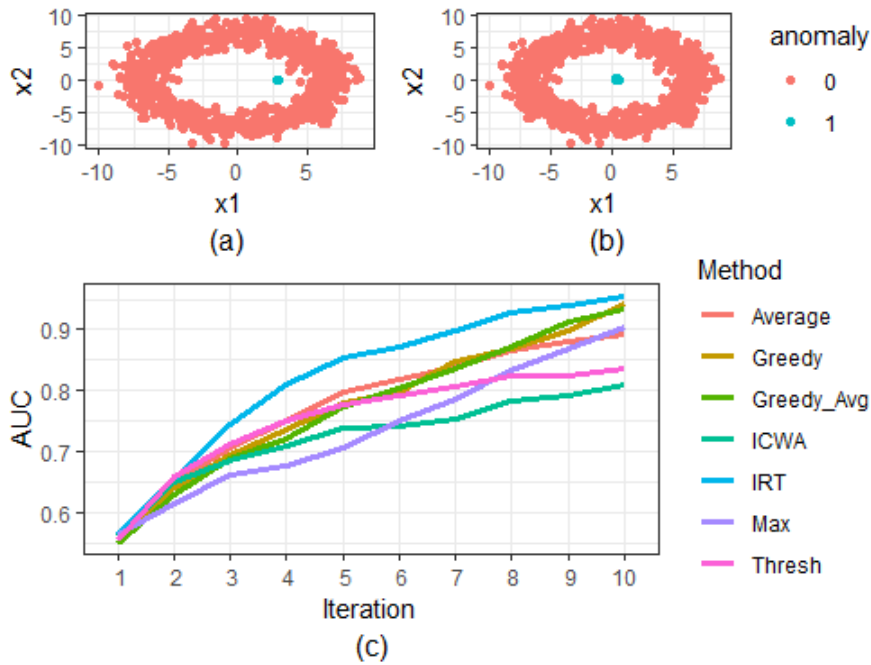 x2
10
5
0
-5
-10
-10 -5 0 5
x1
(a)
x2
10
5
0
-5
-10
-10 -5 0 5
x1
(b)
anomaly
0
1
AUC
0.9
0.8
0.7
0.6
1 2 3 4 5 6 7 8 9 10
Iteration
(c)
Method
Average
Greedy
Greedy_Avg
ICWA
IRT
Max
Thresh